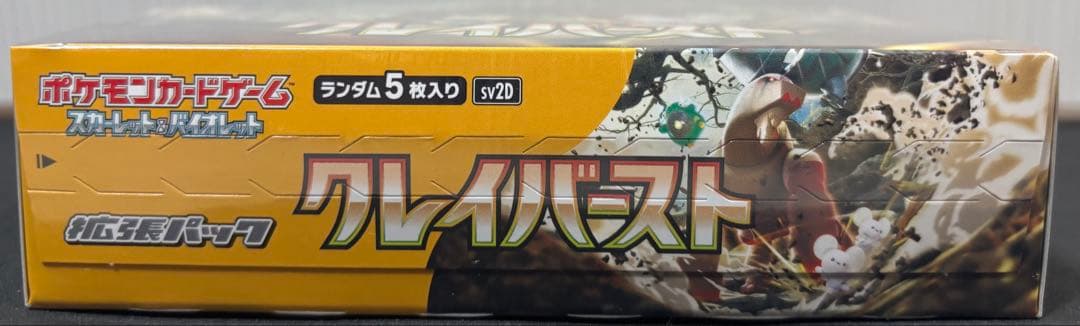 ポケモンカードゲーム
スカーレット&バイオレット
ランダム5枚入り
SV2D
クレイバースト
拡張パック